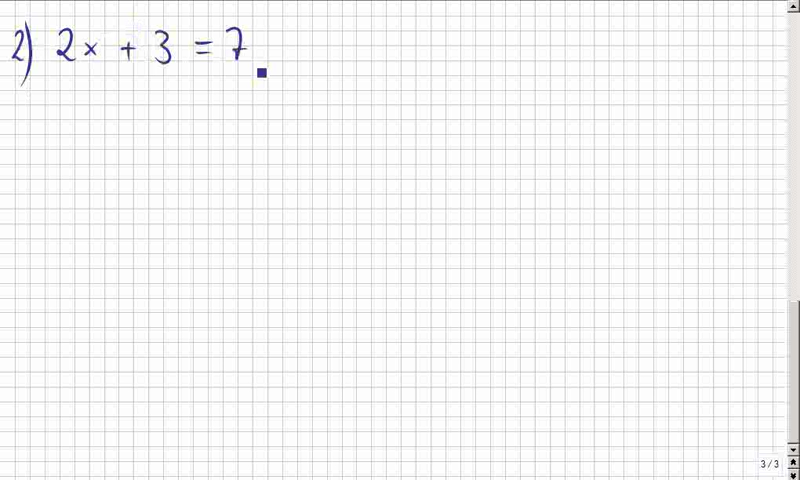 2) 2x + 3 = 7
3/3